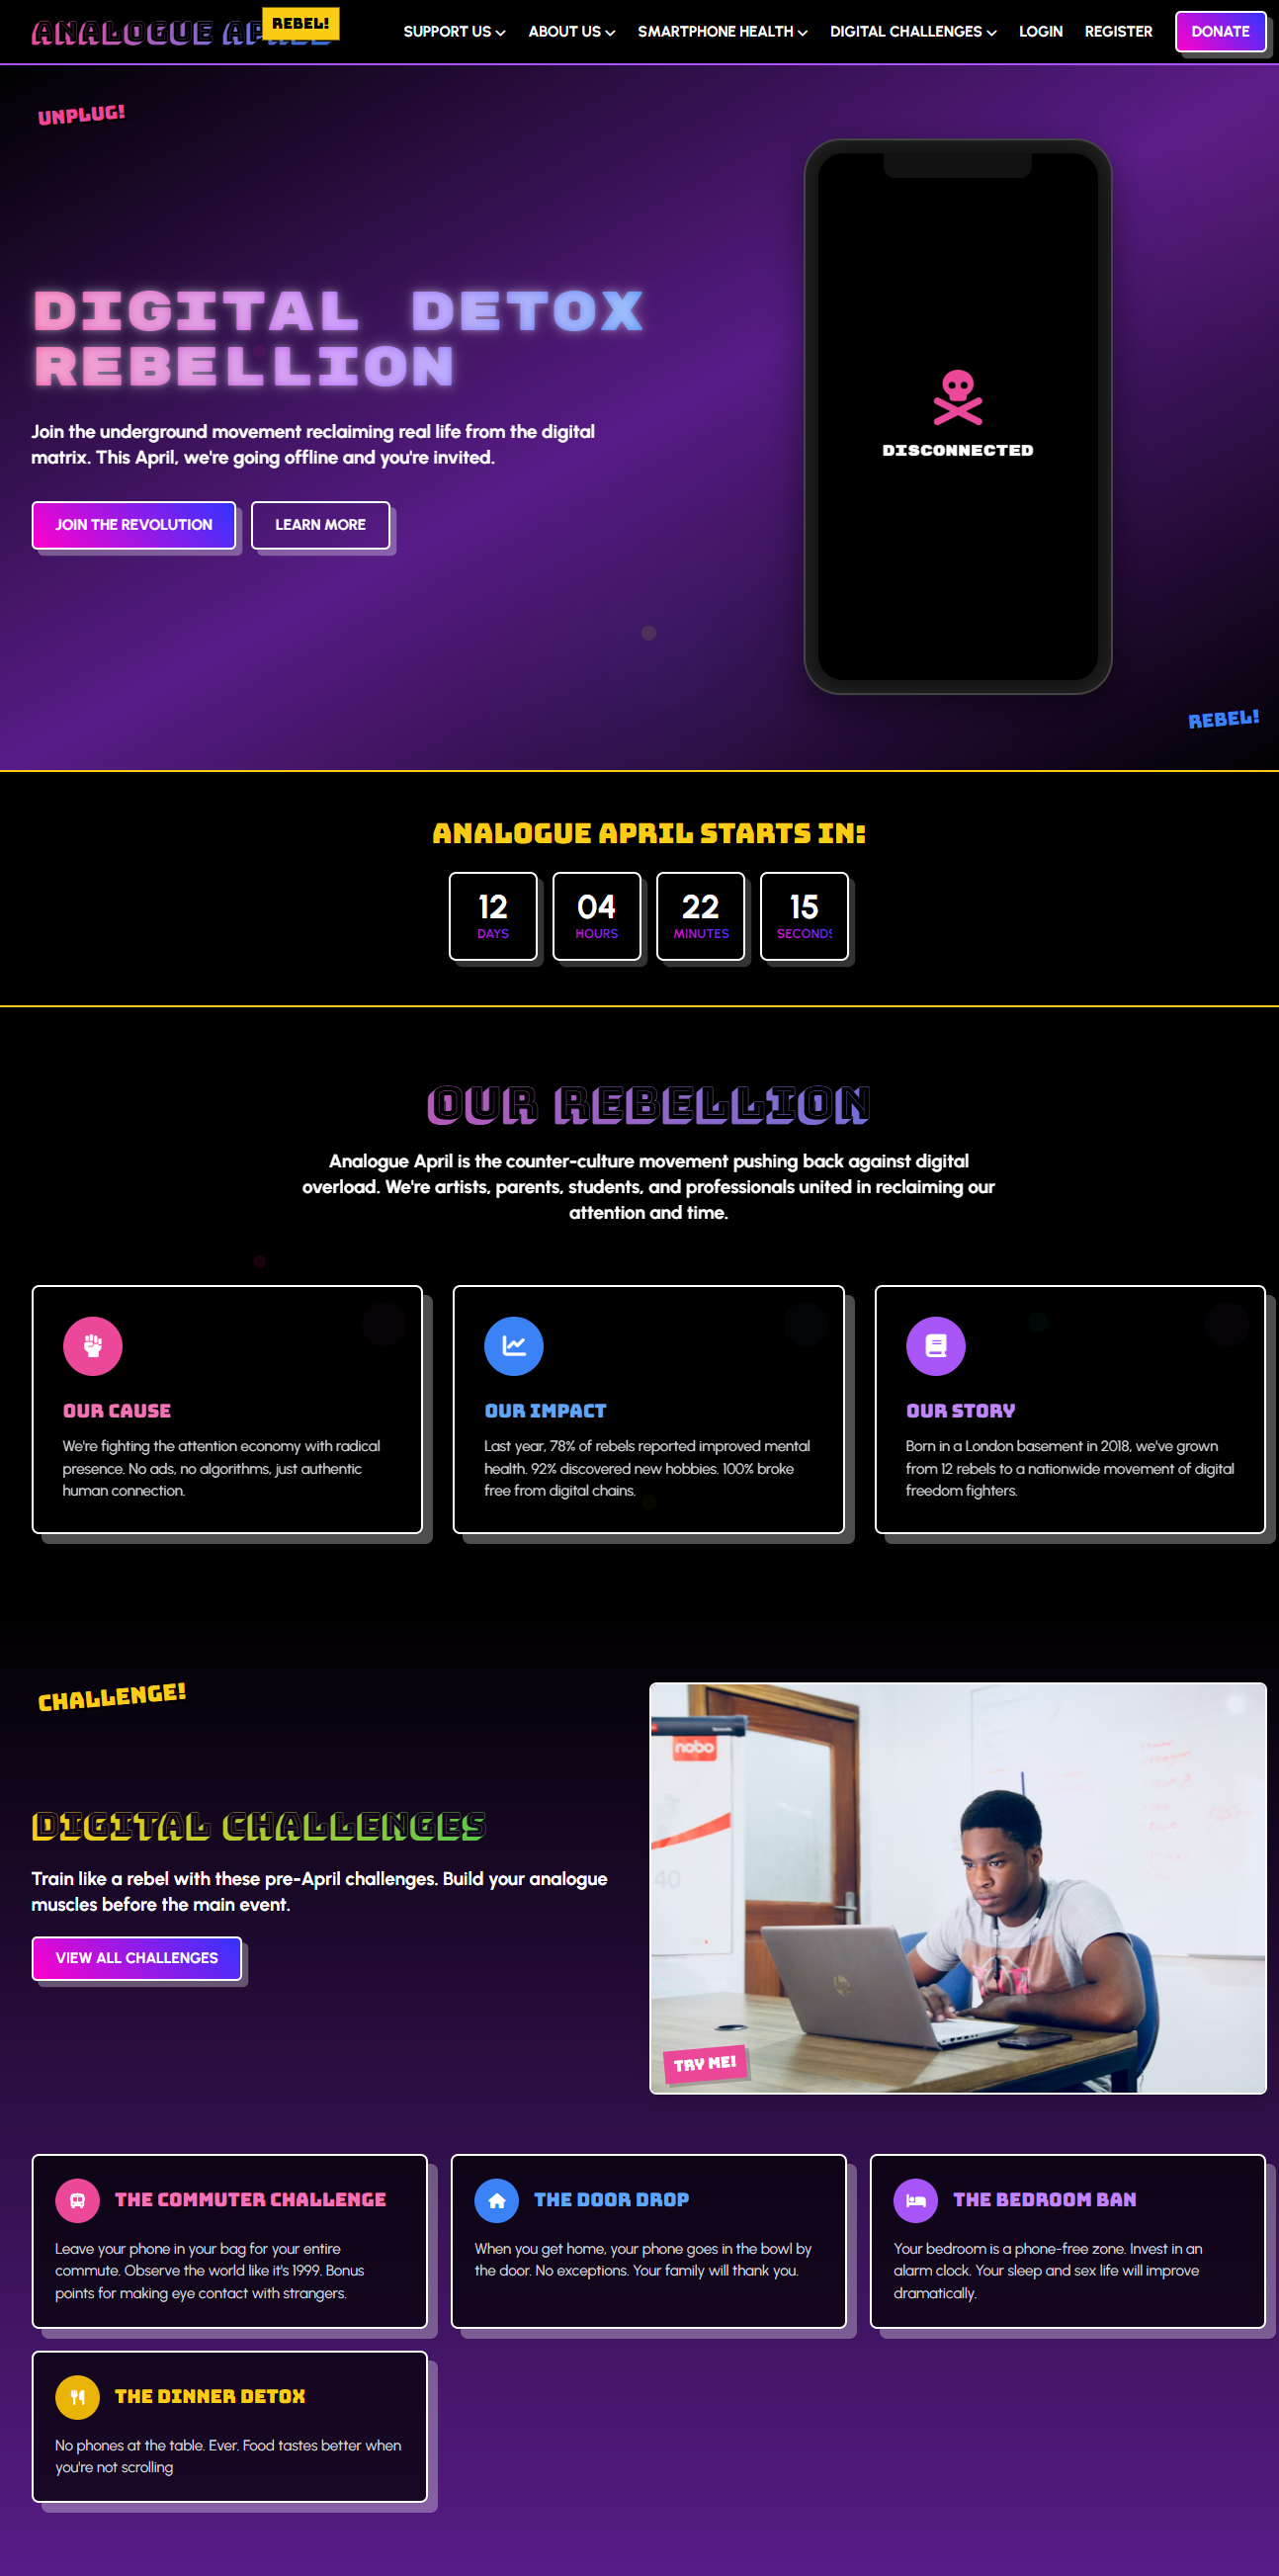 ANALOGUE AP
REBEL!
SUPPORT US
ABOUT US
SMARTPHONE HEALTH
DIGITAL CHALLENGES
LOGIN
REGISTER
DONATE
UNPLUG!
DIGITAL DETOX
REBELLION
Join the underground movement reclaiming real life from the digital
matrix. This April, we're going offline and you're invited.
JOIN THE REVOLUTION
LEARN MORE
DISCONNECTED
REBEL!
ANALOGUE APRIL STARTS IN:
12
DAYS
04
HOURS
22
MINUTES
15
SECONDS
OUR REBELLION
Analogue April is the counter-culture movement pushing back against digital
overload. We're artists, parents, students, and professionals united in reclaiming our
attention and time.
OUR CAUSE
We're fighting the attention economy with radical
presence. No ads, no algorithms, just authentic
human connection.
OUR IMPACT
Last year, 78% of rebels reported improved mental
health. 92% discovered new hobbies. 100% broke
free from digital chains.
OUR STORY
Born in a London basement in 2018, we've grown
from 12 rebels to a nationwide movement of digital
freedom fighters.
CHALLENGE!
DIGITAL CHALLENGES
Train like a rebel with these pre-April challenges. Build your analogue
muscles before the main event.
VIEW ALL CHALLENGES
nobo
40
TRY ME!
THE COMMUTER CHALLENGE
Leave your phone in your bag for your entire
commute. Observe the world like it's 1999. Bonus
points for making eye contact with strangers.
THE DOOR DROP
When you get home, your phone goes in the bowl by
the door. No exceptions. Your family will thank you.
THE BEDROOM BAN
Your bedroom is a phone-free zone. Invest in an
alarm clock. Your sleep and sex life will improve
dramatically.
THE DINNER DETOX
No phones at the table. Ever. Food tastes better when
you're not scrolling